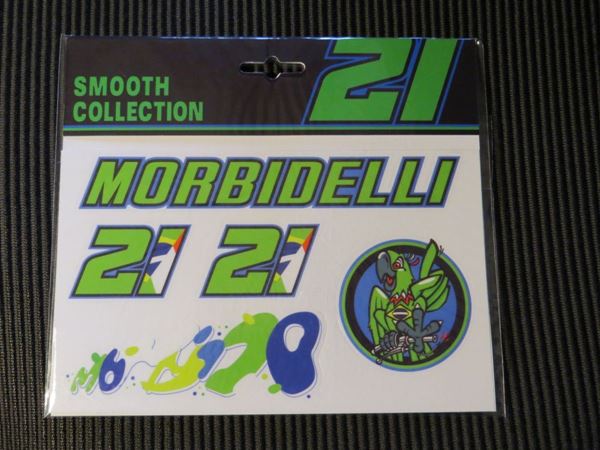 21
SMOOTH
COLLECTION
MORBIDELLI
21 21